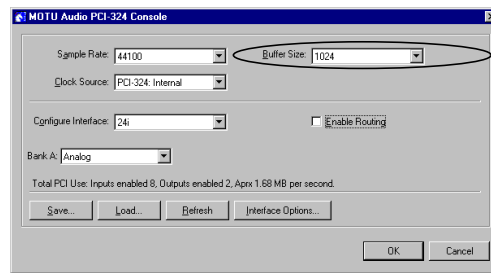 MOTU Audio PCI-324 Console
Sample Rate: 44100 Buffer Size: 1024
Clock Source: PCI-324: Internal
Configure Interface: 24i Enable Routing
Bank A: Analog
Total PCI Use: Inputs enabled 8, Outputs enabled 2, Aprx 1.68 MB per second.
Save... Load... Refresh Interface Options...
OK Cancel